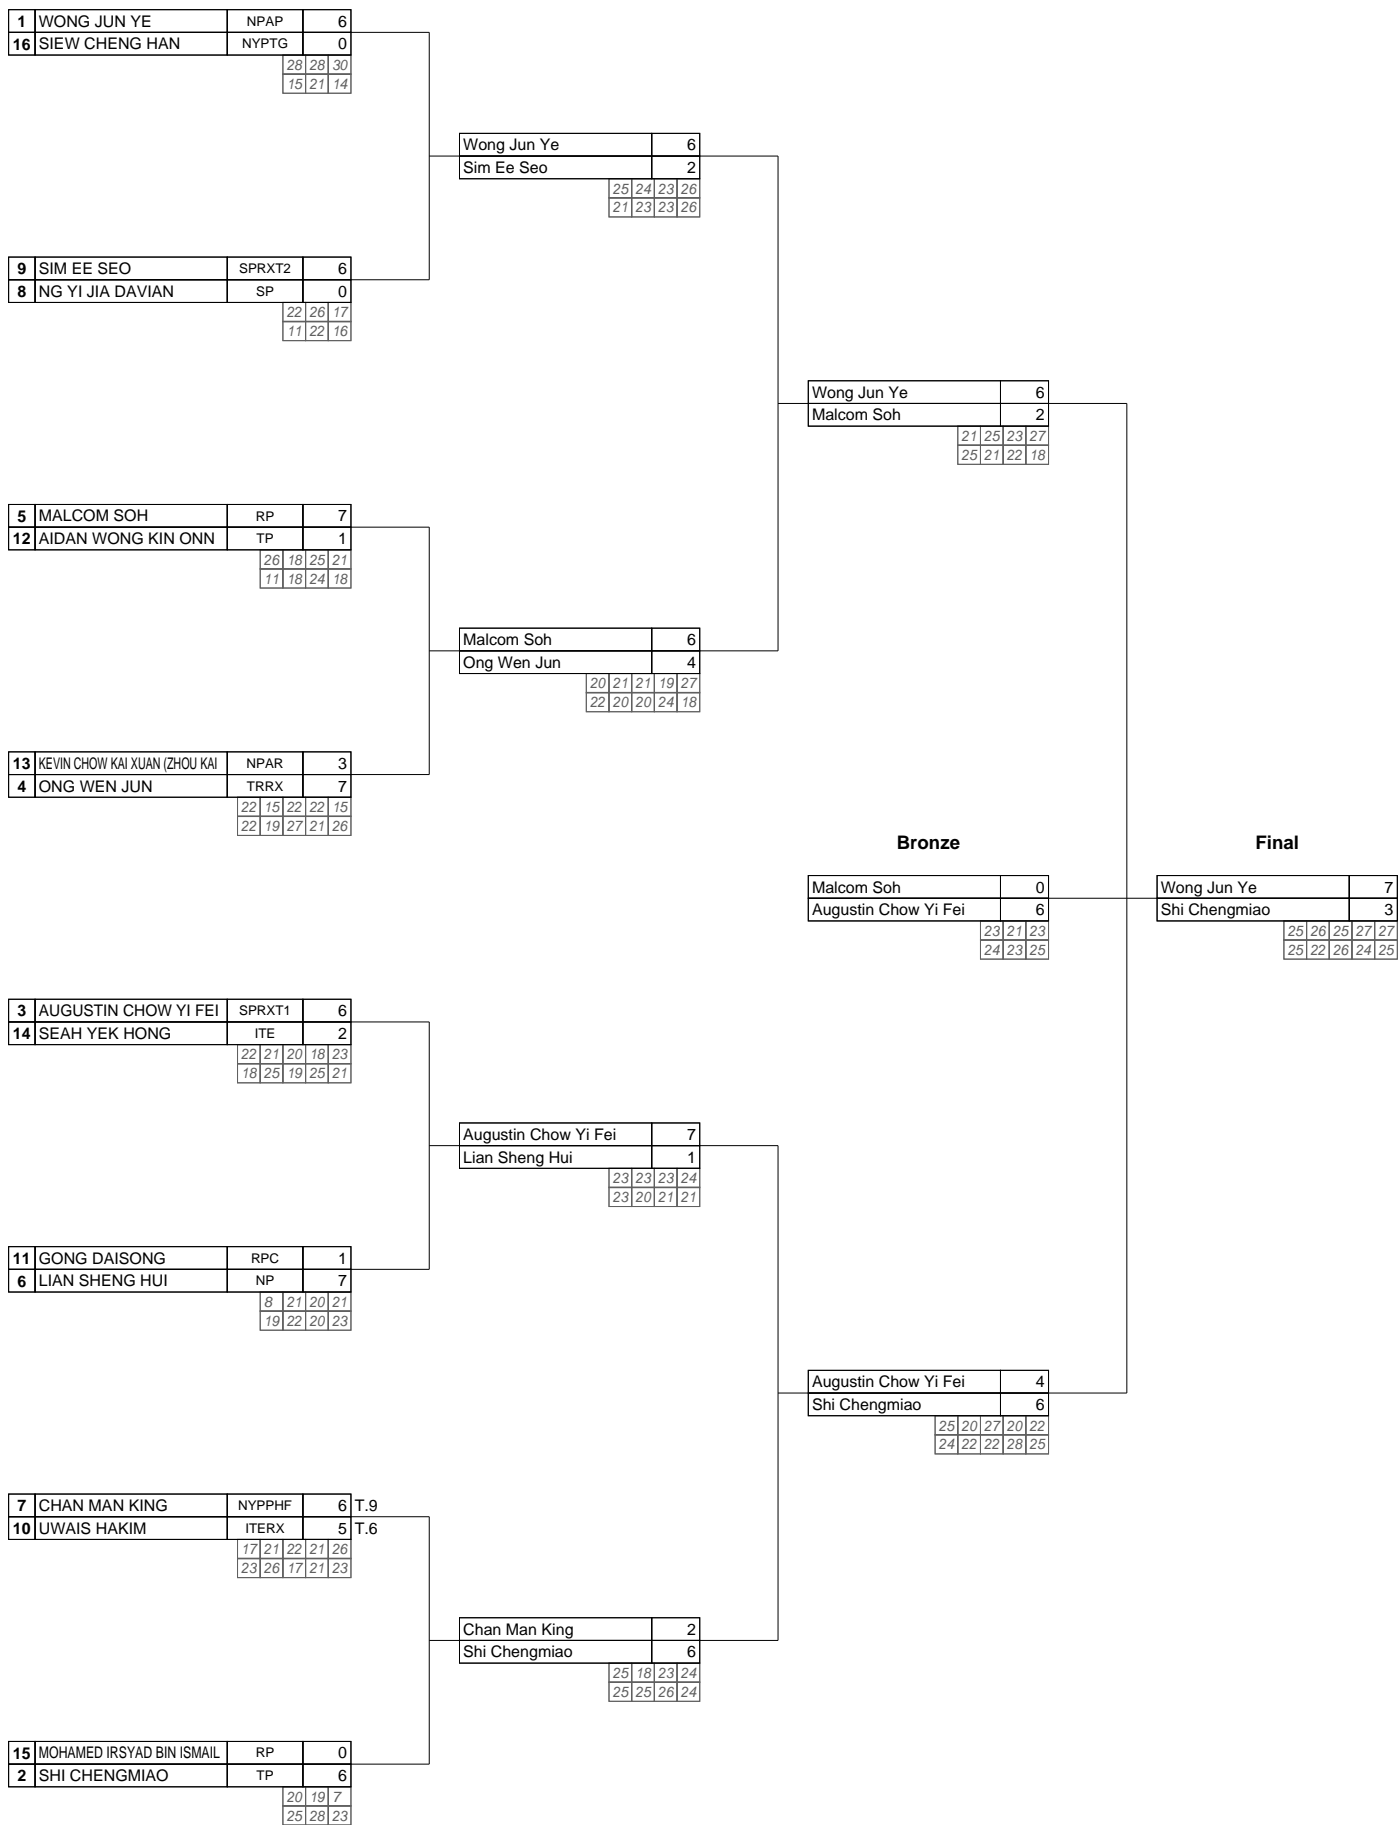 1 WONG JUN YE NPAP 6
16 SIEW CHENG HAN NYPTG 0
28 28 30
15 21 14
Wong Jun Ye 6
Sim Ee Seo 2
25 24 23 26
21 23 23 26
9 SIM EE SEO SPRXT2 6
8 NG YI JIA DAVIAN SP 0
22 26 17
11 22 16
Wong Jun Ye 6
Malcom Soh 2
21 25 23 27
25 21 22 18
5 MALCOM SOH RP 7
12 AIDAN WONG KIN ONN TP 1
26 18 25 21
11 18 24 18
Malcom Soh 6
Ong Wen Jun 4
20 21 21 19 27
22 20 20 24 18
13 KEVIN CHOW KAI XUAN (ZHOU KAI NPAR 3
4 ONG WEN JUN TRRX 7
22 15 22 22 15
22 19 27 21 26
Bronze Final
Malcom Soh 0 Wong Jun Ye 7
Augustin Chow Yi Fei 6 Shi Chengmiao 3
23 21 23 25 26 25 27 27
24 23 25 25 22 26 24 25
3 AUGUSTIN CHOW YI FEI SPRXT1 6
14 SEAH YEK HONG ITE 2
22 21 20 18 23
18 25 19 25 21
Augustin Chow Yi Fei 7
Lian Sheng Hui 1
23 23 23 24
23 20 21 21
11 GONG DAISONG RPC 1
6 LIAN SHENG HUI NP 7
8 21 20 21
19 22 20 23
Augustin Chow Yi Fei 4
Shi Chengmiao 6
25 20 27 20 22
24 22 22 28 25
7 CHAN MAN KING NYPPHF 6 T.9
10 UWAIS HAKIM ITERX 5 T.6
17 21 22 21 26
23 26 17 21 23
Chan Man King 2
Shi Chengmiao 6
25 18 23 24
25 25 26 24
15 MOHAMED IRSYAD BIN ISMAIL RP 0
2 SHI CHENGMIAO TP 6
20 19 7
25 28 23